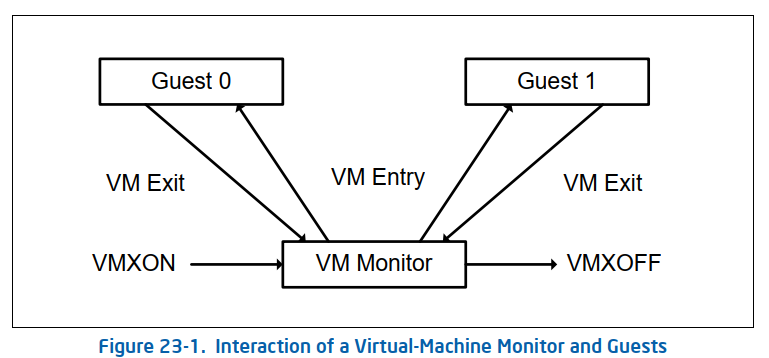 Guest 0
Guest 1
VM Exit
VM Entry
VM Exit
VMXON
VM Monitor
VMXOFF
Figure 23-1. Interaction of a Virtual-Machine Monitor and Guests